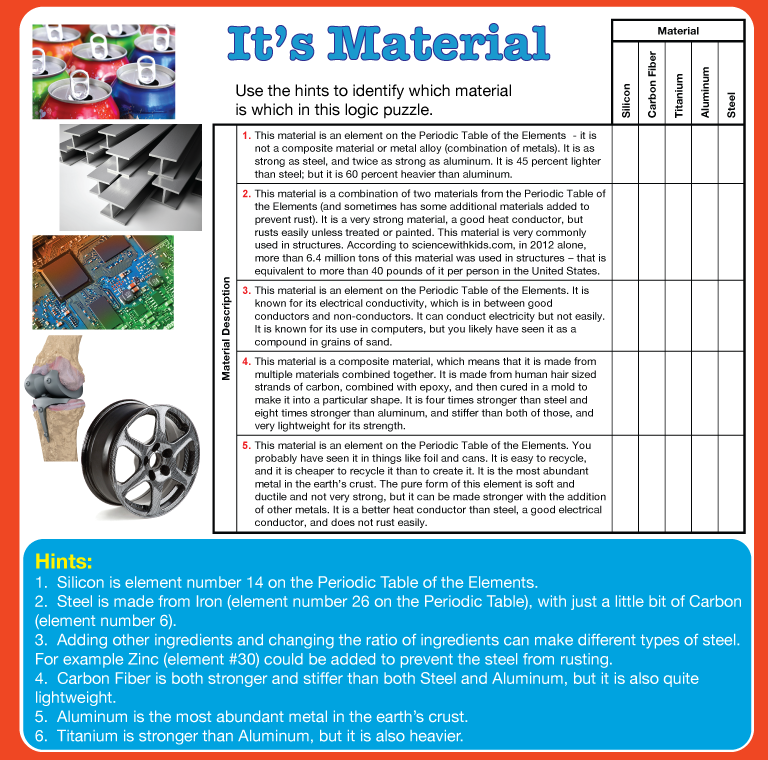 It's Material
Use the hints to identify which material
is which in this logic puzzle.
Material
Silicon
Carbon Fiber
Titanium
Aluminum
Steel
Material Description
1. This material is an element on the Periodic Table of the Elements - it is
not a composite material or metal alloy (combination of metals). It is as
strong as steel, and twice as strong as aluminum. It is 45 percent lighter
than steel; but it is 60 percent heavier than aluminum.
2. This material is a combination of two materials from the Periodic Table of
the Elements (and sometimes has some additional materials added to
prevent rust). It is a very strong material, a good heat conductor, but
rusts easily unless treated or painted. This material is very commonly
used in structures. According to sciencewithkids.com, in 2012 alone,
more than 6.4 million tons of this material was used in structures – that is
equivalent to more than 40 pounds of it per person in the United States.
3. This material is an element on the Periodic Table of the Elements. It is
known for its electrical conductivity, which is in between good
conductors and non-conductors. It can conduct electricity but not easily.
It is known for its use in computers, but you likely have seen it as a
compound in grains of sand.
4. This material is a composite material, which means that it is made from
multiple materials combined together. It is made from human hair sized
strands of carbon, combined with epoxy, and then cured in a mold to
make it into a particular shape. It is four times stronger than steel and
eight times stronger than aluminum, and stiffer than both of those, and
very lightweight for its strength.
5. This material is an element on the Periodic Table of the Elements. You
probably have seen it in things like foil and cans. It is easy to recycle,
and it is cheaper to recycle it than to create it. It is the most abundant
metal in the earth's crust. The pure form of this element is soft and
ductile and not very strong, but it can be made stronger with the addition
of other metals. It is a better heat conductor than steel, a good electrical
conductor, and does not rust easily.
Hints:
1. Silicon is element number 14 on the Periodic Table of the Elements.
2. Steel is made from Iron (element number 26 on the Periodic Table), with just a little bit of Carbon
(element number 6).
3. Adding other ingredients and changing the ratio of ingredients can make different types of steel.
For example Zinc (element #30) could be added to prevent the steel from rusting.
4. Carbon Fiber is both stronger and stiffer than both Steel and Aluminum, but it is also quite
lightweight.
5. Aluminum is the most abundant metal in the earth's crust.
6. Titanium is stronger than Aluminum, but it is also heavier.